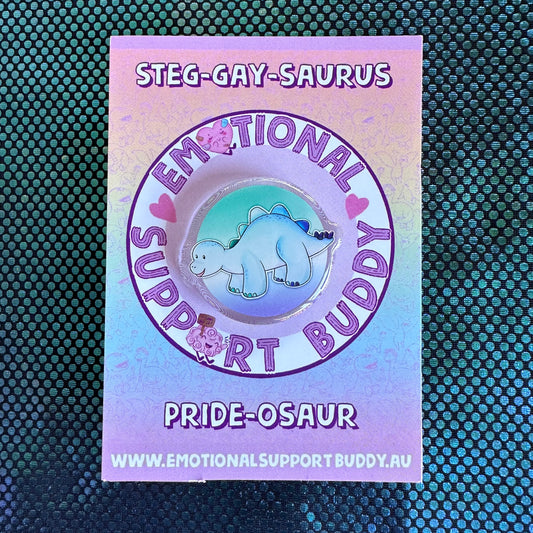 STEG-GAY-SAURUS
EMOTIONAL
SUPPORT BUDDY
PRIDE-OSAUR
WWW.EMOTIONALSUPPORTBUDDY.AU